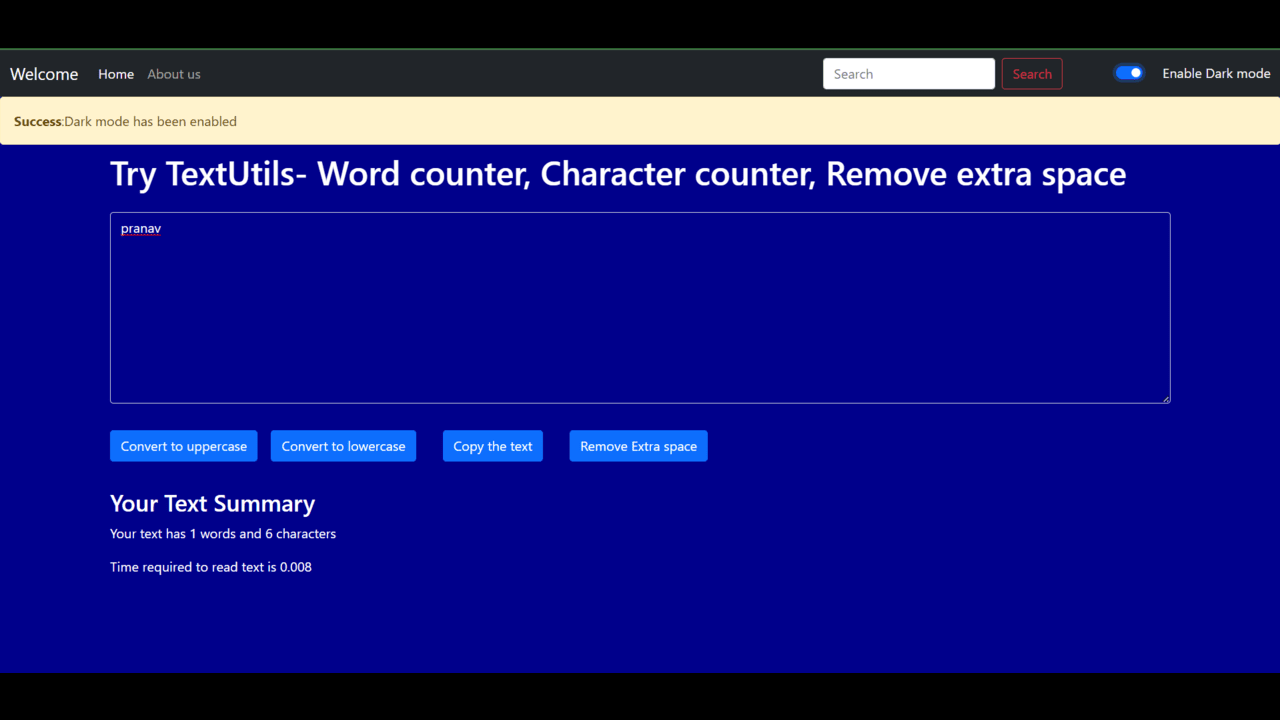 Welcome Home About us Search Search Enable Dark mode
Success:Dark mode has been enabled
Try TextUtils- Word counter, Character counter, Remove extra space
pranav
Convert to uppercase Convert to lowercase Copy the text Remove Extra space
Your Text Summary
Your text has 1 words and 6 characters
Time required to read text is 0.008